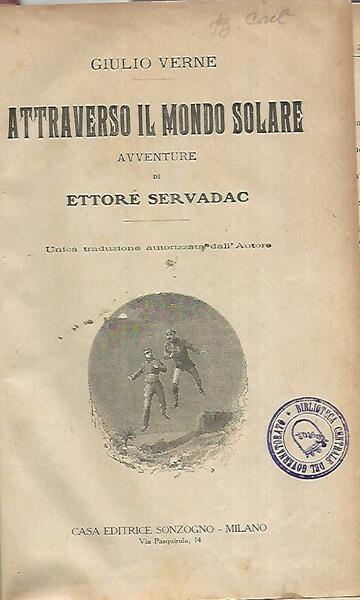 GIULIO VERNE
ATTRAVERSO IL MONDO SOLARE
AVVENTURE
DI
ETTORE SERVADAC
Unica traduzione autorizzata dall'Autore
BIBLIOTECA CENTRALE DEL GOVERNATORATO
CASA EDITRICE SONZOGNO - MILANO
Via Pasquirolo, 14